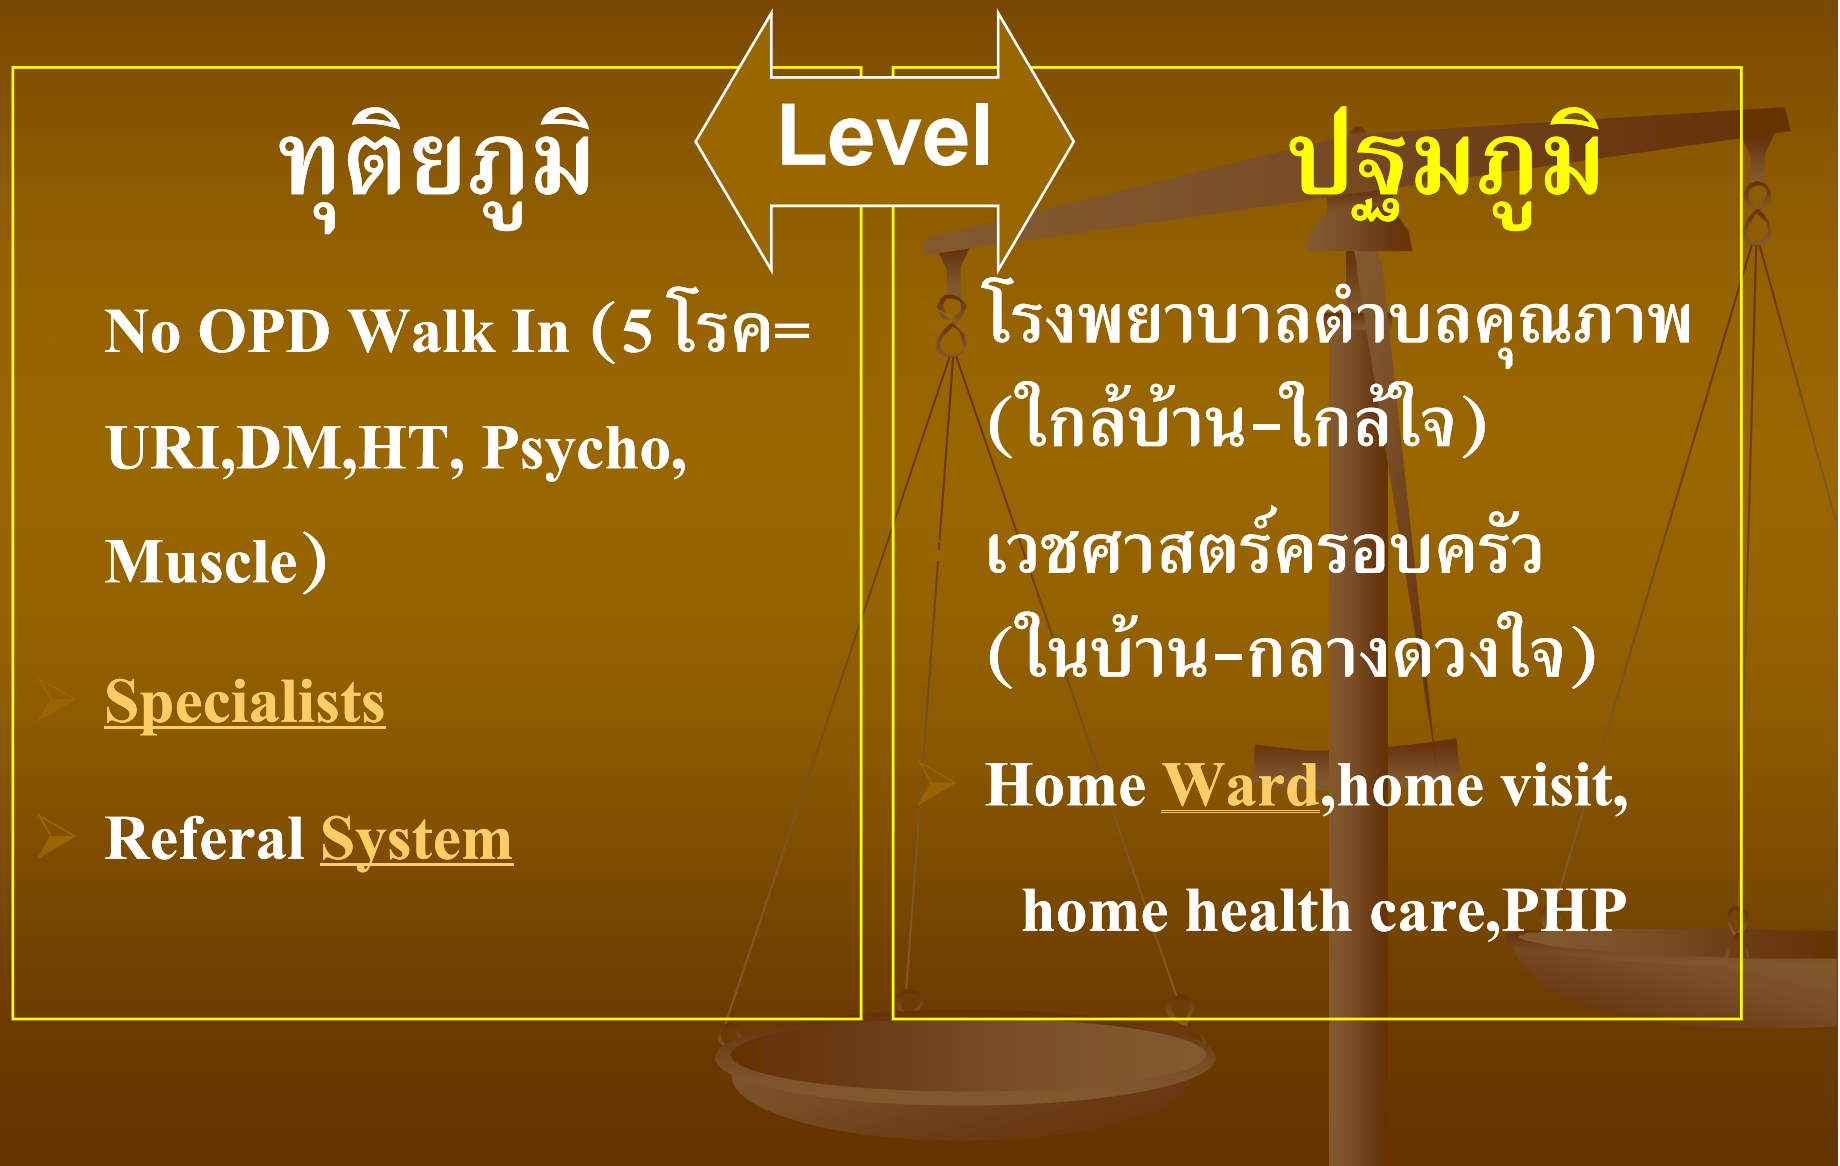 Level
ทุติยภูมิ
No OPD Walk In (5 โรค=
URI,DM,HT, Psycho,
Muscle)
Specialists
Referal System
ปฐมภูมิ
โรงพยาบาลตำบลคุณภาพ
(ใกล้บ้าน-ใกล้ใจ)
เวชศาสตร์ครอบครัว
(ในบ้าน-กลางดวงใจ)
Home Ward,home visit,
home health care,PHP